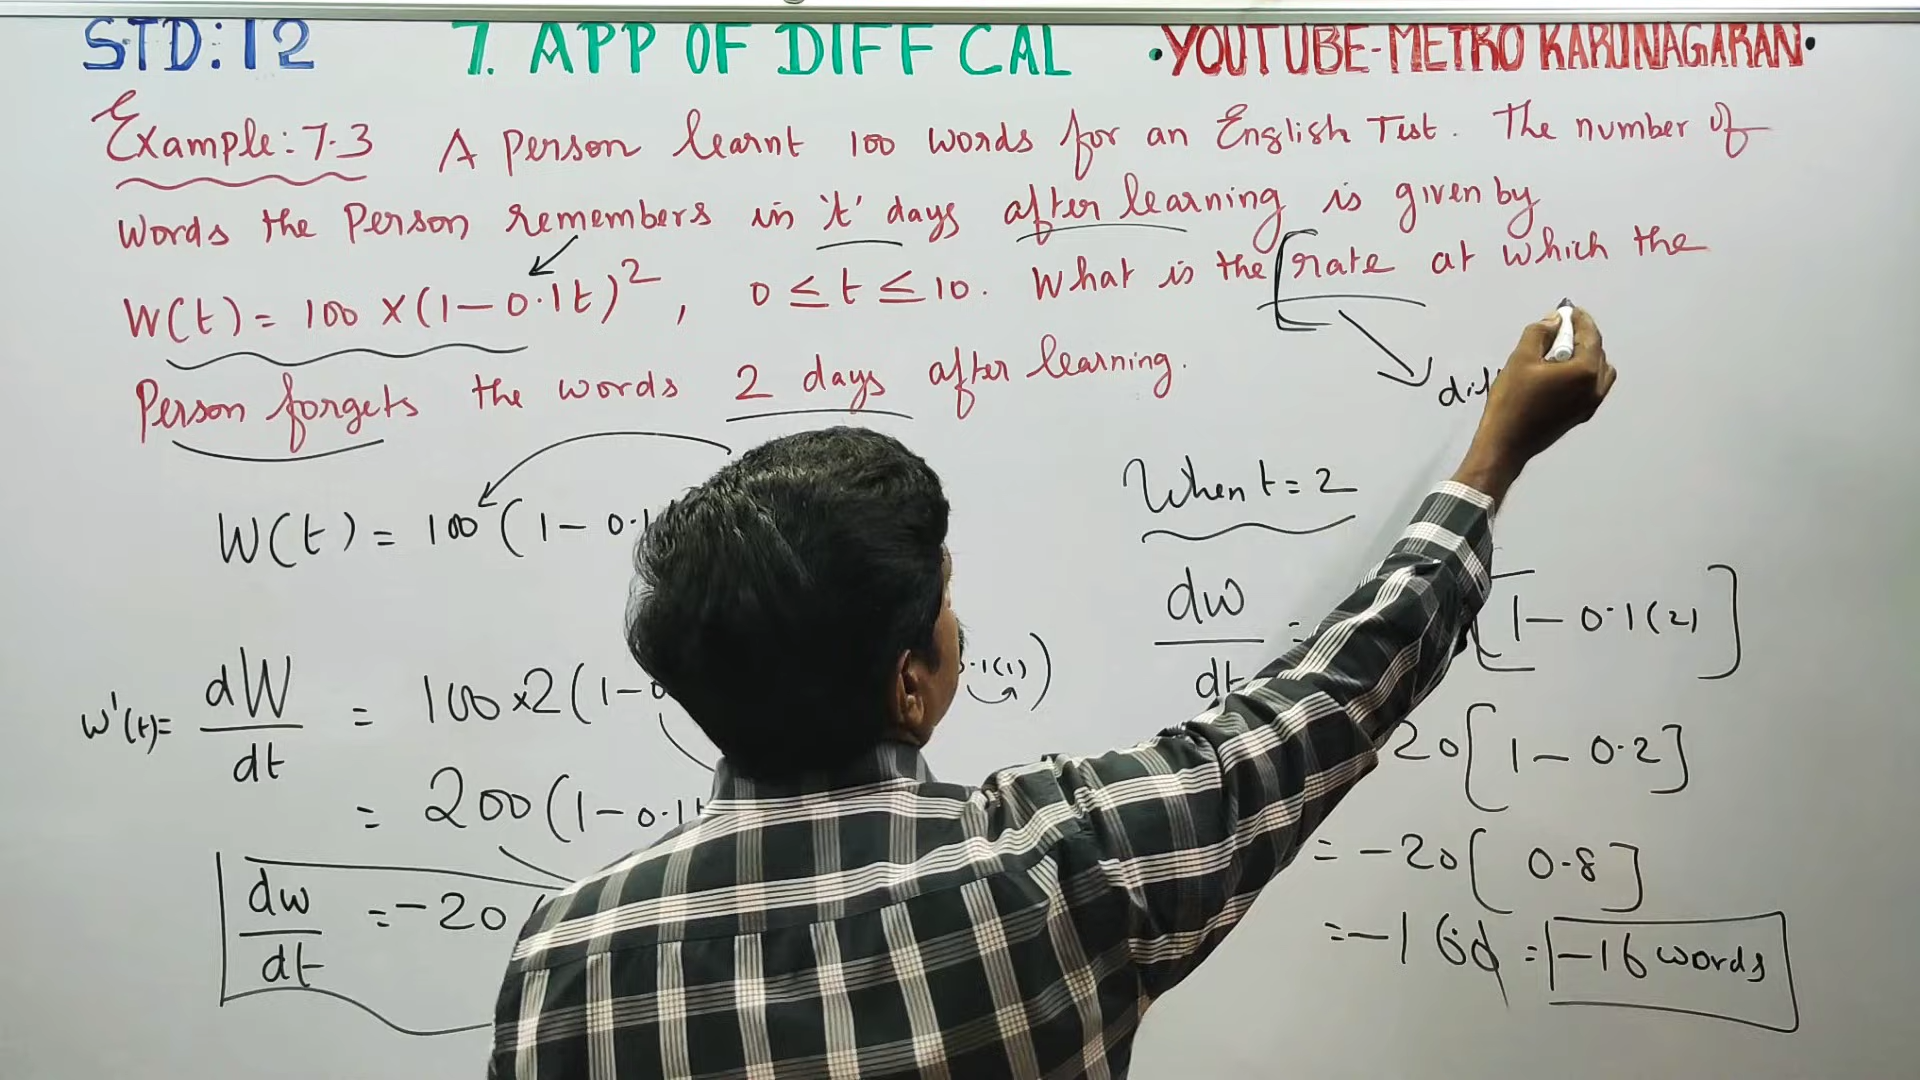 STD:12 7. APP OF DIFF CAL •YOUTUBE-METRO KARUNAGARAN•
Example:7.3 A Person learnt 100 words for an English Test. The number of
words the Person remembers in 't' days after learning is given by
W(t) = 100 × (1 – 0.1t)², 0 ≤ t ≤ 10. What is the rate at which the
Person forgets the words 2 days after learning.
W(t) = 100 (1 – 0.1
w'(t)= dW/dt = 100×2(1–0 .1(1))
= 200(1–0.1t
dw/dt = –20
When t = 2
dw/dt = [1 – 0.1(2)]
20[1 – 0.2]
= –20[0.8]
= –16.0 = –16 words